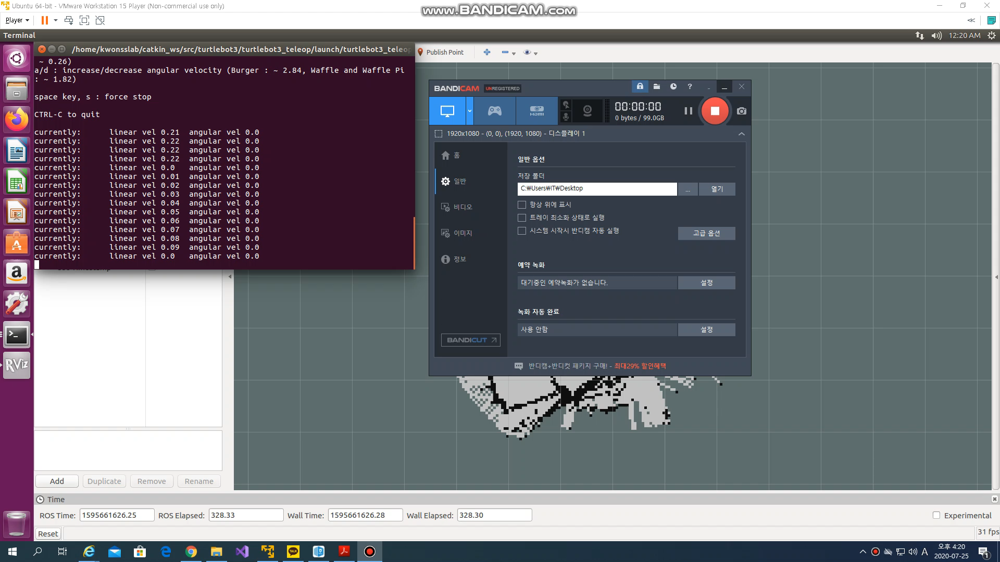 Ubuntu 64-bit - VMware Workstation 15 Player (Non-commercial use only)
www.BANDICAM.com
Player
Terminal
12:20 AM
/home/kwonsslab/catkin_ws/src/turtlebot3/turtlebot3_teleop/launch/turtlebot3_teleop
Publish Point
~ 0.26)
a/d : increase/decrease angular velocity (Burger : ~ 2.84, Waffle and Waffle Pi
: ~ 1.82)
space key, s : force stop
CTRL-C to quit
currently: linear vel 0.21 angular vel 0.0
currently: linear vel 0.22 angular vel 0.0
currently: linear vel 0.22 angular vel 0.0
currently: linear vel 0.22 angular vel 0.0
currently: linear vel 0.0 angular vel 0.0
currently: linear vel 0.01 angular vel 0.0
currently: linear vel 0.02 angular vel 0.0
currently: linear vel 0.03 angular vel 0.0
currently: linear vel 0.04 angular vel 0.0
currently: linear vel 0.05 angular vel 0.0
currently: linear vel 0.06 angular vel 0.0
currently: linear vel 0.07 angular vel 0.0
currently: linear vel 0.08 angular vel 0.0
currently: linear vel 0.09 angular vel 0.0
currently: linear vel 0.0 angular vel 0.0
BANDICAM UNREGISTERED
?
HDMI
00:00:00
0 bytes / 99.0GB
1920x1080 - (0, 0), (1920, 1080) - 디스플레이 1
홈
일반
비디오
이미지
정보
BANDICUT
일반 옵션
저장 폴더
C:₩Users₩IT₩Desktop
...
열기
항상 위에 표시
트레이 최소화 상태로 실행
시스템 시작시 반디캠 자동 실행
고급 옵션
예약 녹화
대기중인 예약녹화가 없습니다.
설정
녹화 자동 완료
사용 안함
설정
반디캠+반디컷 패키지 구매! - 최대29% 할인혜택
RViz
Add
Duplicate
Remove
Rename
Time
ROS Time: 1595661626.25
ROS Elapsed: 328.33
Wall Time: 1595661626.28
Wall Elapsed: 328.30
Experimental
Reset
31 fps
TALK
A
오후 4:20
2020-07-25
1